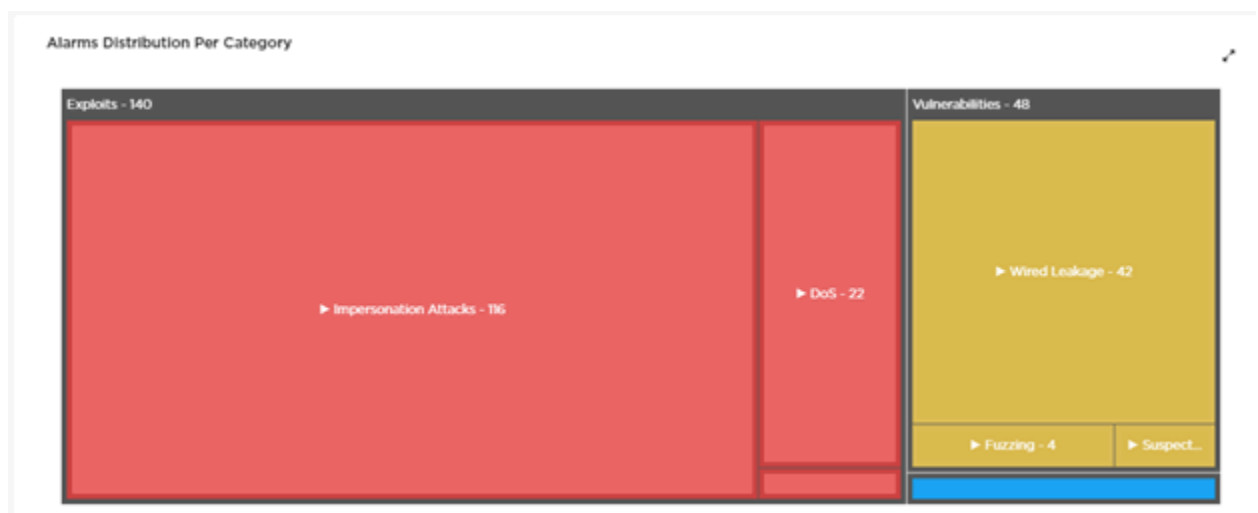 Alarms Distribution Per Category
Exploits - 140
Vulnerabilities - 48
▶ Impersonation Attacks - 116
▶ DoS - 22
▶ Wired Leakage - 42
▶ Fuzzing - 4
▶ Suspect...